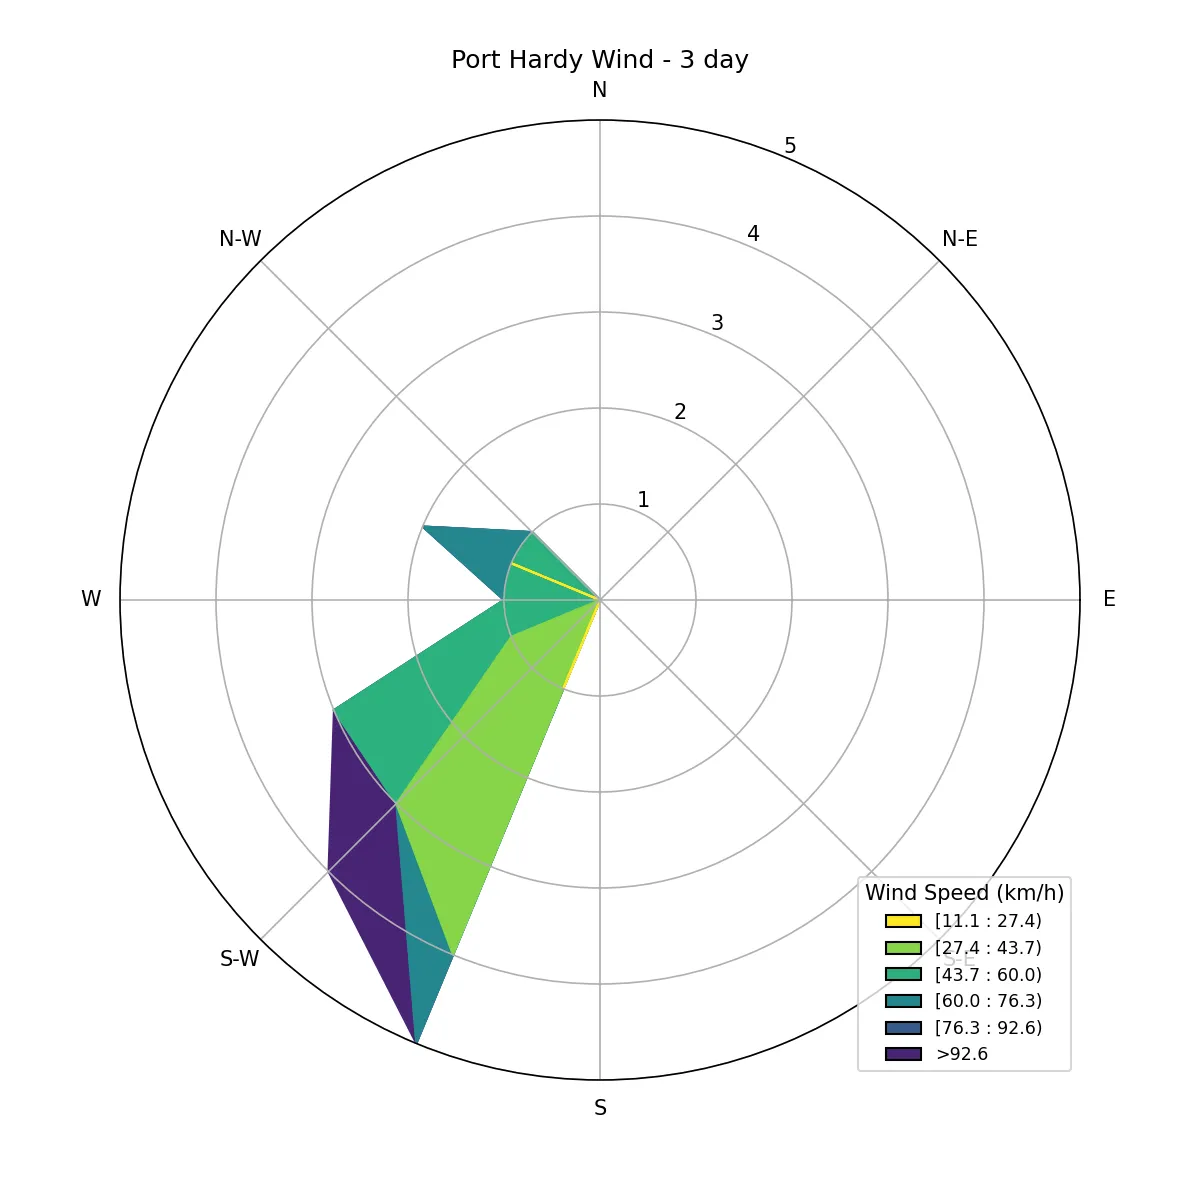 Port Hardy Wind - 3 day
N
5
N-W
4
N-E
3
2
1
W
E
Wind Speed (km/h)
[11.1 : 27.4)
[27.4 : 43.7)
S-W
S-E
[43.7 : 60.0)
[60.0 : 76.3)
[76.3 : 92.6)
>92.6
S